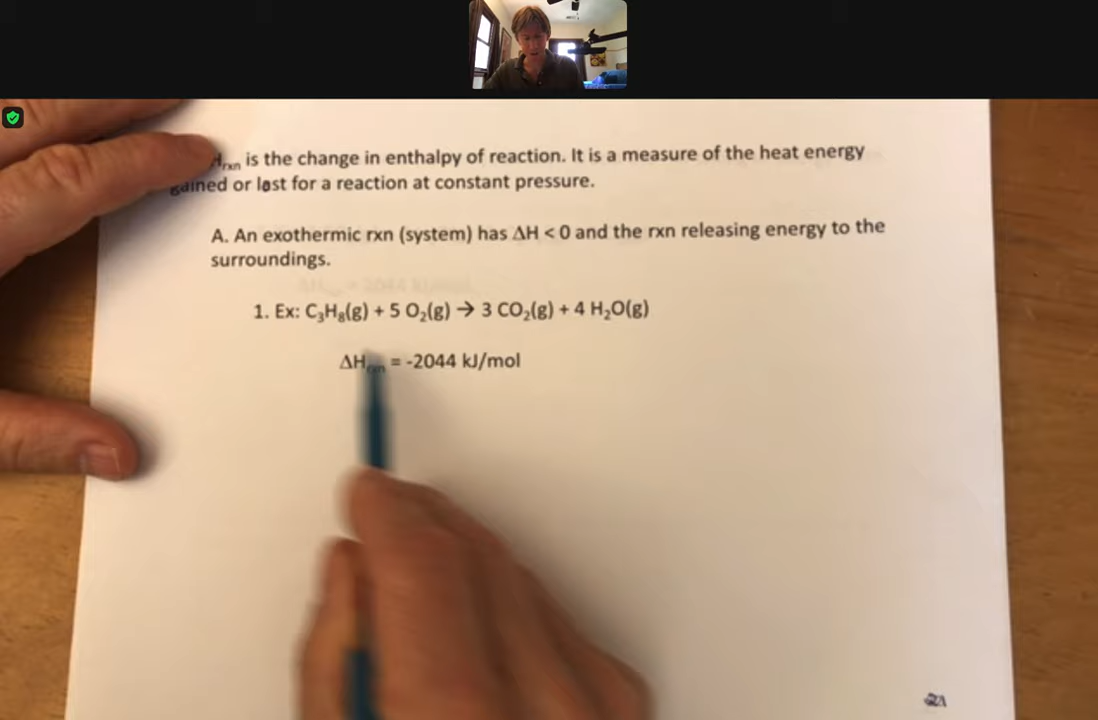 H_rxn is the change in enthalpy of reaction. It is a measure of the heat energy
gained or lost for a reaction at constant pressure.
A. An exothermic rxn (system) has ΔH < 0 and the rxn releasing energy to the
surroundings.
1. Ex: C₃H₈(g) + 5 O₂(g) → 3 CO₂(g) + 4 H₂O(g)
ΔH_rxn = -2044 kJ/mol